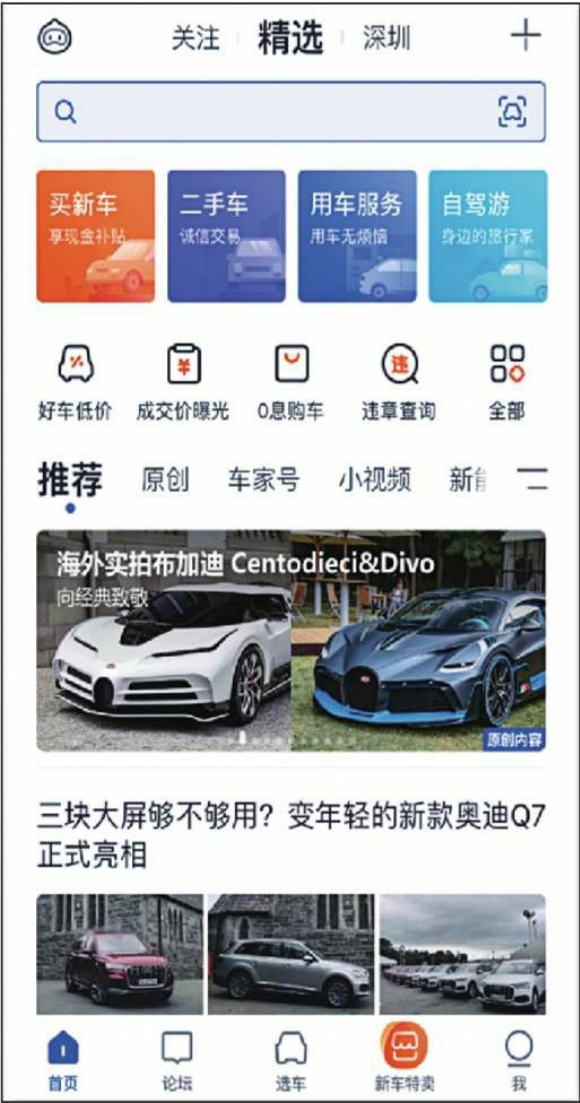 关注 精选 深圳
买新车 二手车 用车服务 自驾游
享现金补贴 诚信交易 用车无烦恼 身边的旅行家
好车低价 成交价曝光 0息购车 违章查询 全部
推荐 原创 车家号 小视频 新能
海外实拍布加迪 Centodieci&Divo
向经典致敬
原创内容
三块大屏够不够用？变年轻的新款奥迪Q7
正式亮相
首页 论坛 选车 新车特卖 我